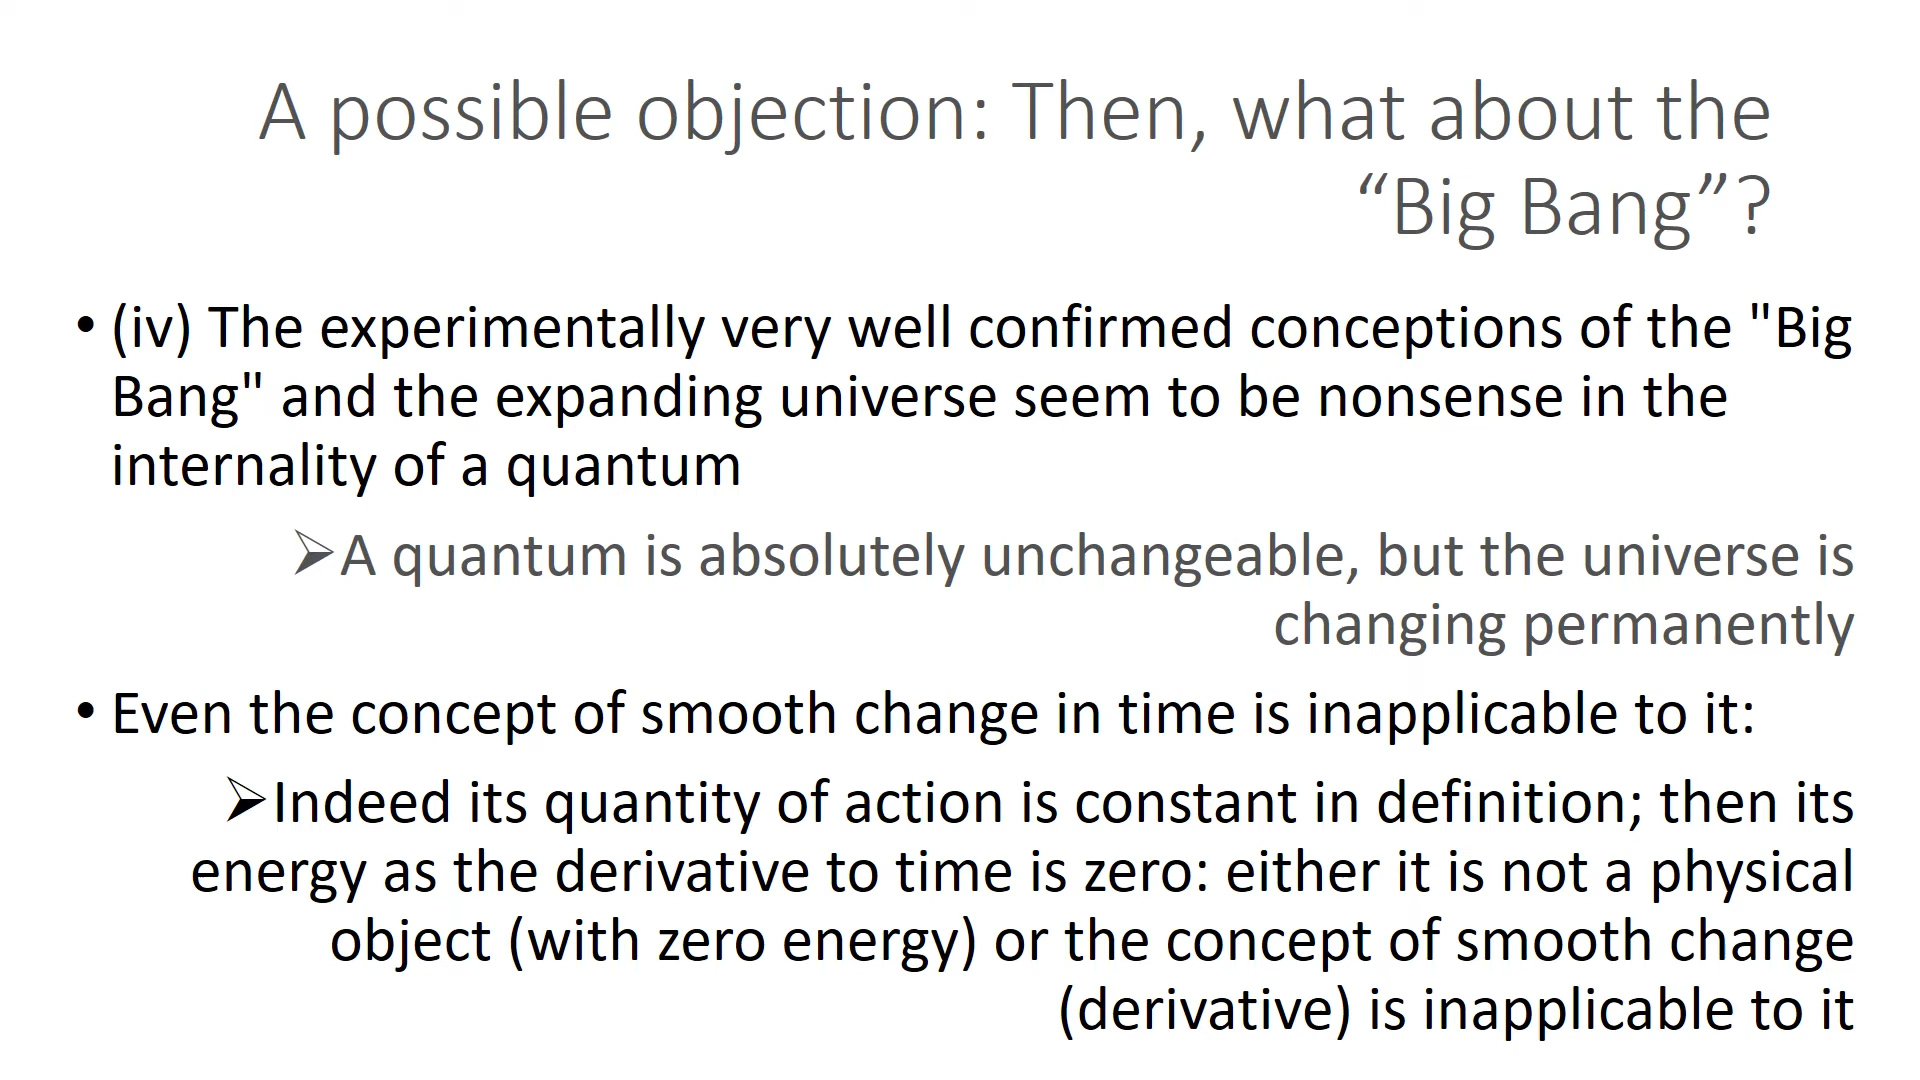 A possible objection: Then, what about the
“Big Bang”?
• (iv) The experimentally very well confirmed conceptions of the "Big
Bang" and the expanding universe seem to be nonsense in the
internality of a quantum
➢A quantum is absolutely unchangeable, but the universe is
changing permanently
• Even the concept of smooth change in time is inapplicable to it:
➢Indeed its quantity of action is constant in definition; then its
energy as the derivative to time is zero: either it is not a physical
object (with zero energy) or the concept of smooth change
(derivative) is inapplicable to it